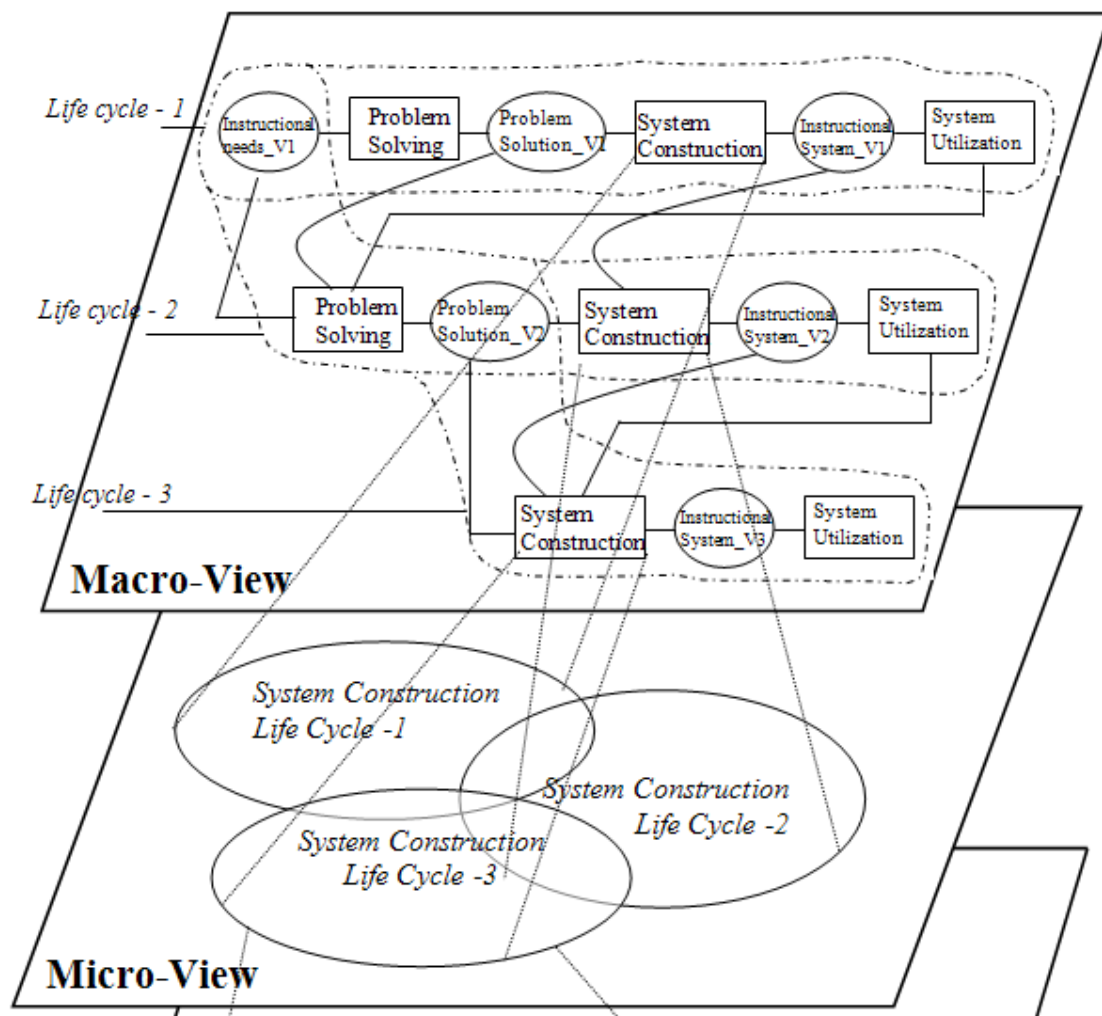 Life cycle - 1
Instructional
needs_V1
Problem
Solving
Problem
Solution_V1
System
Construction
Instructional
System_V1
System
Utilization
Life cycle - 2
Problem
Solving
Problem
Solution_V2
System
Construction
Instructional
System_V2
System
Utilization
Life cycle - 3
System
Construction
Instructional
System_V3
System
Utilization
Macro-View
System Construction
Life Cycle -1
System Construction
Life Cycle -2
System Construction
Life Cycle -3
Micro-View